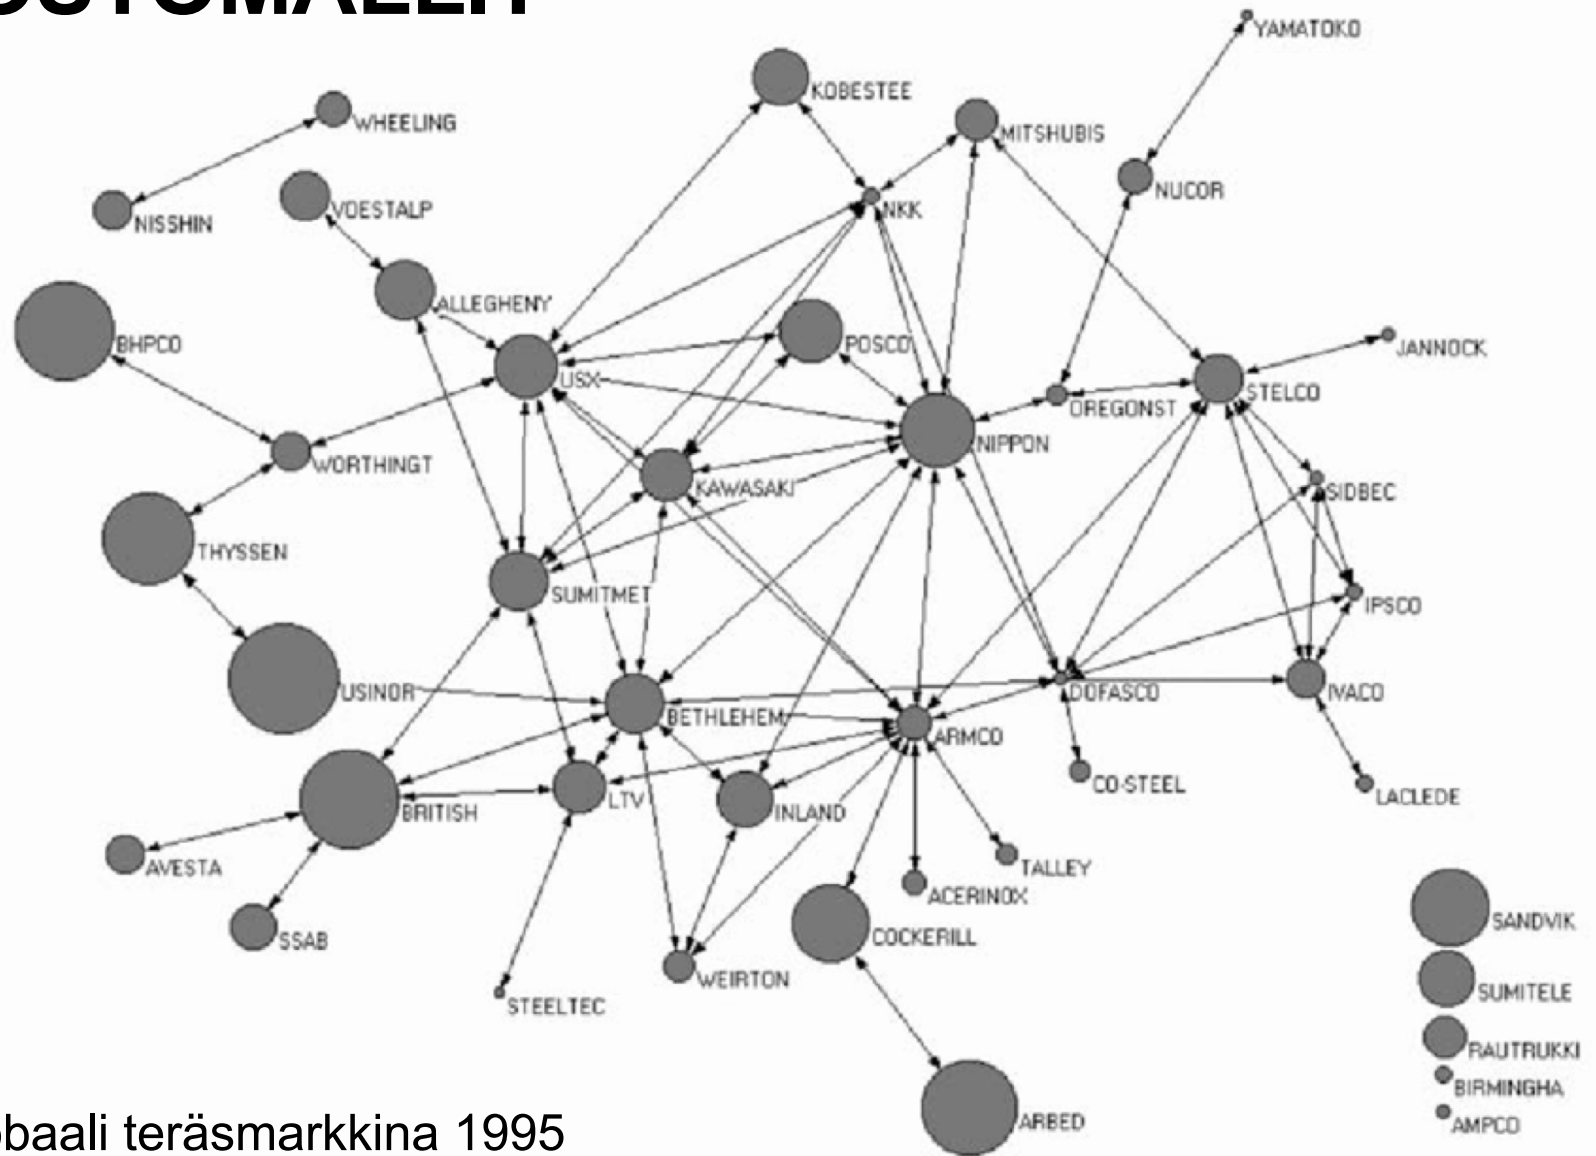 YAMATOKO
KOBESTEE
WHEELING
MITSHUBIS
NUCOR
VOESTALP
NKK
NISSHIN
ALLEGHENY
BHPCO
POSCO
JANNOCK
USX
STELCO
OREGONST
NIPPON
WORTHINGT
KAWASAKI
SIDBEC
THYSSEN
SUMITMET
IPSCO
USINOR
DOFASCO
IVACO
BETHLEHEM
ARMCO
CO-STEEL
LACLEDE
LTV
BRITISH
INLAND
AVESTA
TALLEY
ACERINOX
SANDVIK
SSAB
COCKERILL
WEIRTON
SUMITELE
STEELTEC
RAUTRUKKI
BIRMINGHA
ARBED
AMPCO
obaali teräsmarkkina 1995